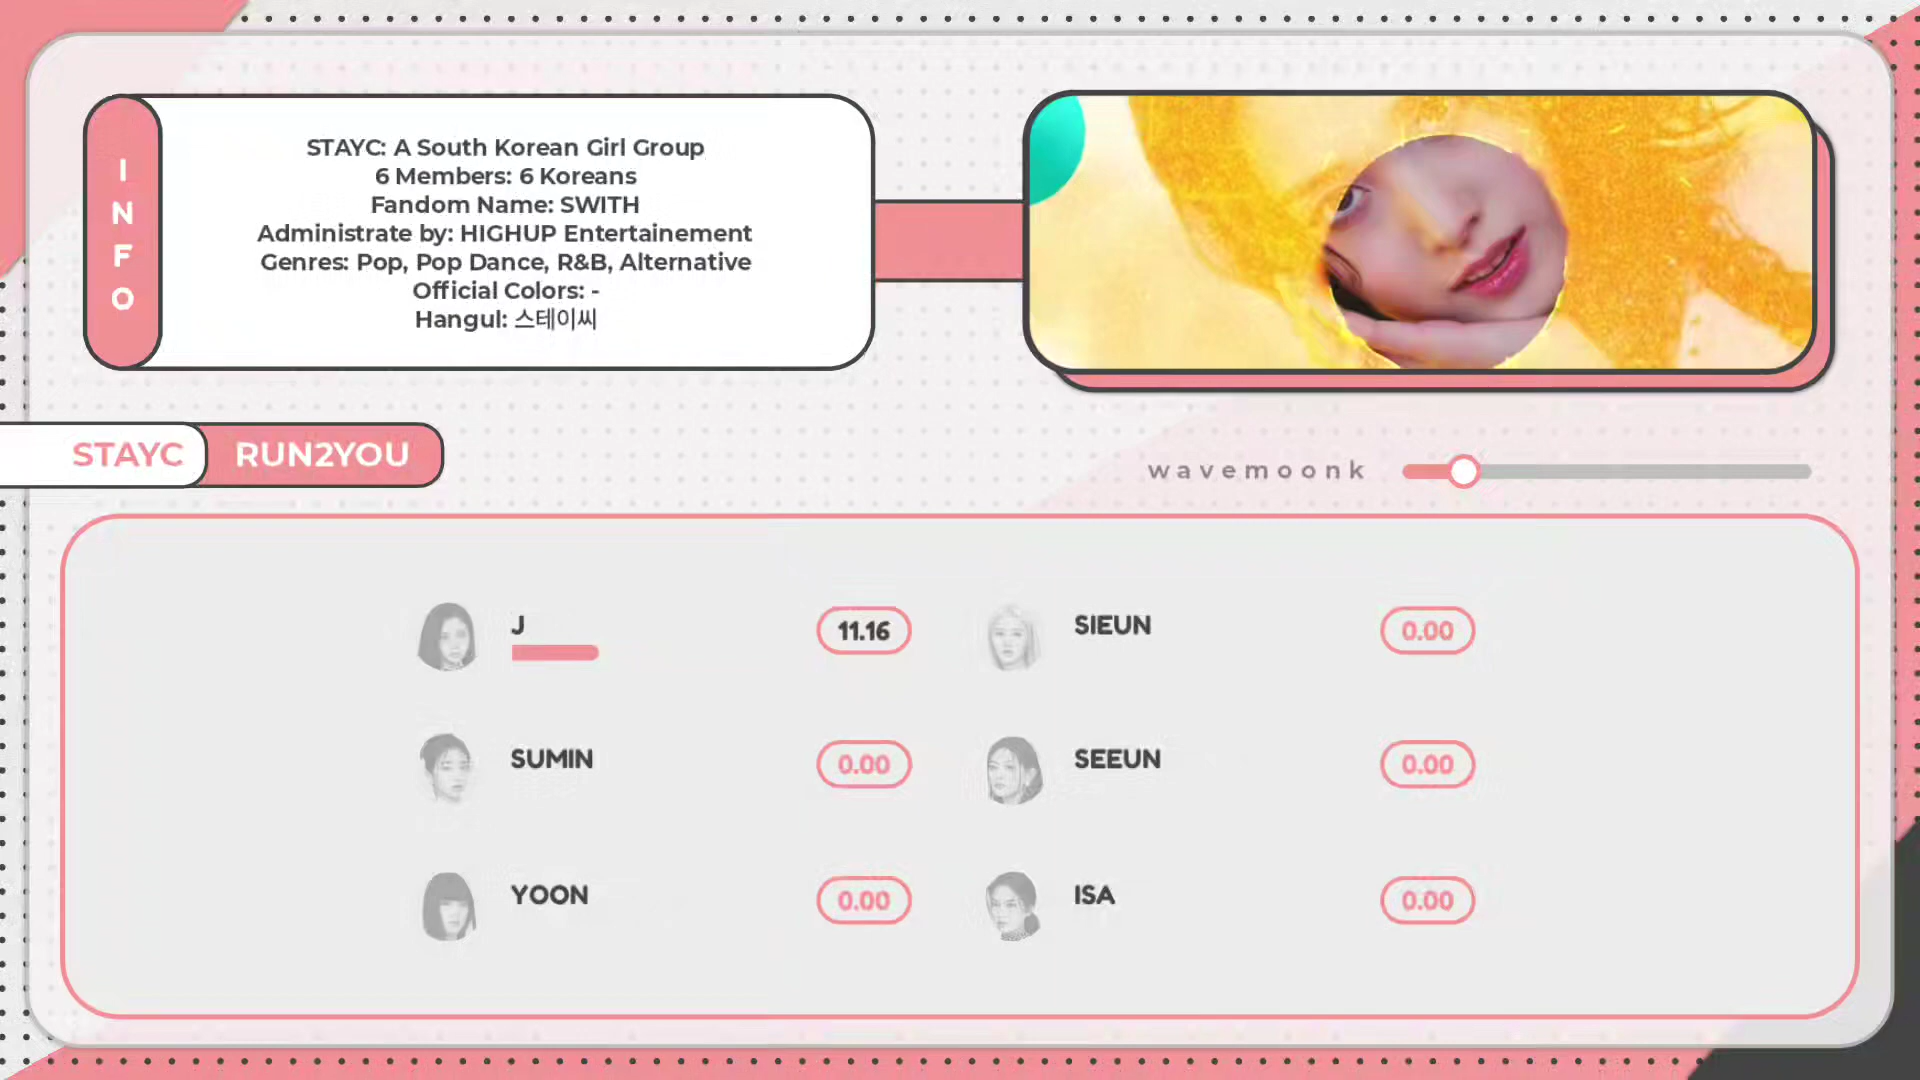 INFO
STAYC: A South Korean Girl Group
6 Members: 6 Koreans
Fandom Name: SWITH
Administrate by: HIGHUP Entertainement
Genres: Pop, Pop Dance, R&B, Alternative
Official Colors: -
Hangul: 스테이씨
STAYC RUN2YOU
wavemoonk
J 11.16 SIEUN 0.00
SUMIN 0.00 SEEUN 0.00
YOON 0.00 ISA 0.00